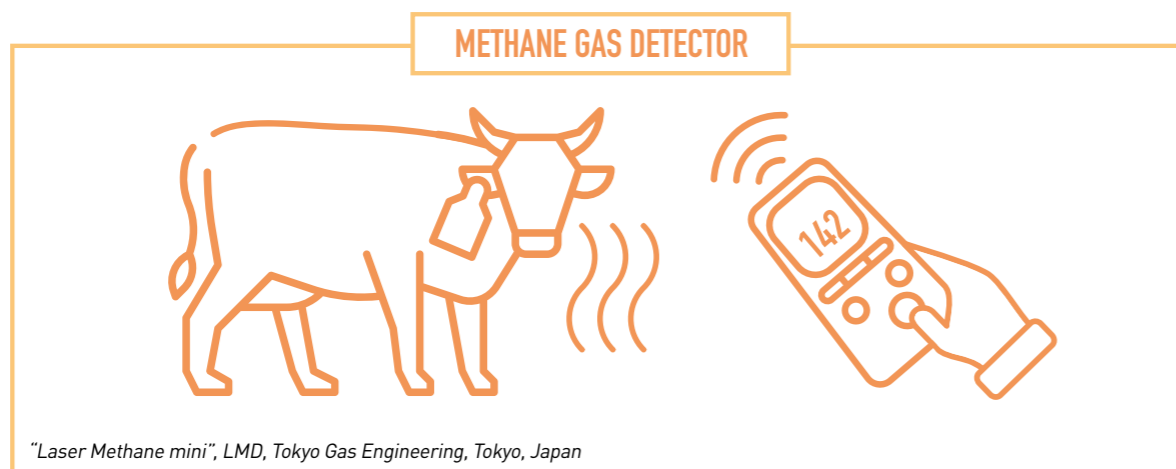 METHANE GAS DETECTOR
142
“Laser Methane mini”, LMD, Tokyo Gas Engineering, Tokyo, Japan